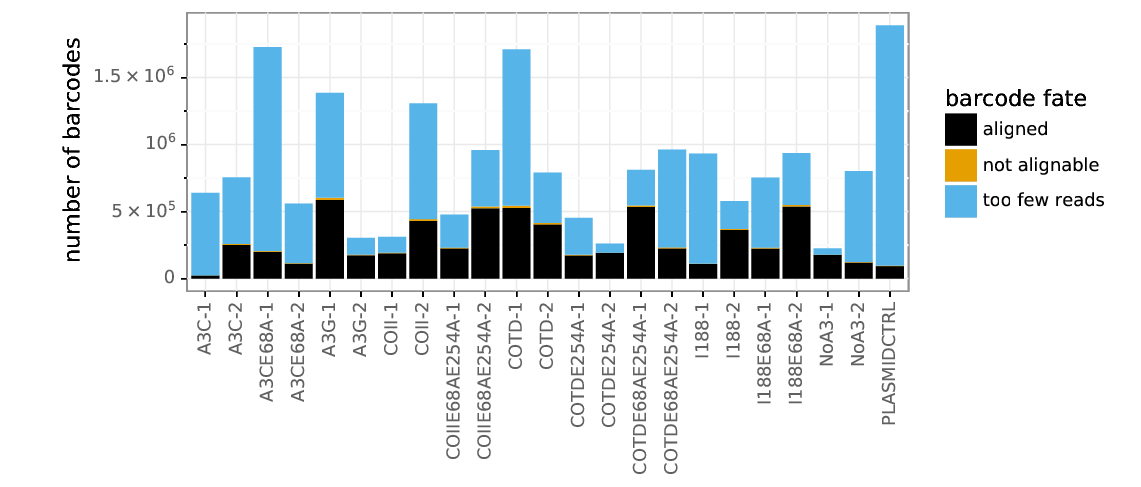 number of barcodes
1.5 × 10⁶
10⁶
5 × 10⁵
0
A3C-1
A3C-2
A3CE68A-1
A3CE68A-2
A3G-1
A3G-2
COII-1
COII-2
COIIE68AE254A-1
COIIE68AE254A-2
COTD-1
COTD-2
COTDE254A-1
COTDE254A-2
COTDE68AE254A-1
COTDE68AE254A-2
I188-1
I188-2
I188E68A-1
I188E68A-2
NoA3-1
NoA3-2
PLASMIDCTRL
barcode fate
aligned
not alignable
too few reads